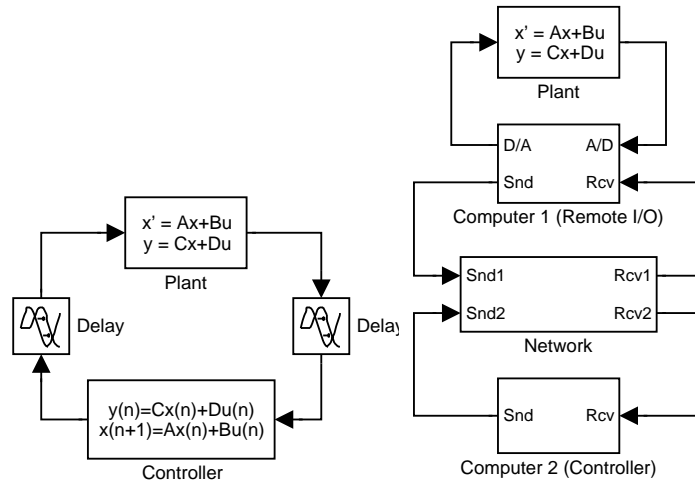 x' = Ax+Bu
y = Cx+Du
Plant
Delay
Delay
y(n)=Cx(n)+Du(n)
x(n+1)=Ax(n)+Bu(n)
Controller
x' = Ax+Bu
y = Cx+Du
Plant
D/A A/D
Snd Rcv
Computer 1 (Remote I/O)
Snd1 Rcv1
Snd2 Rcv2
Network
Snd Rcv
Computer 2 (Controller)